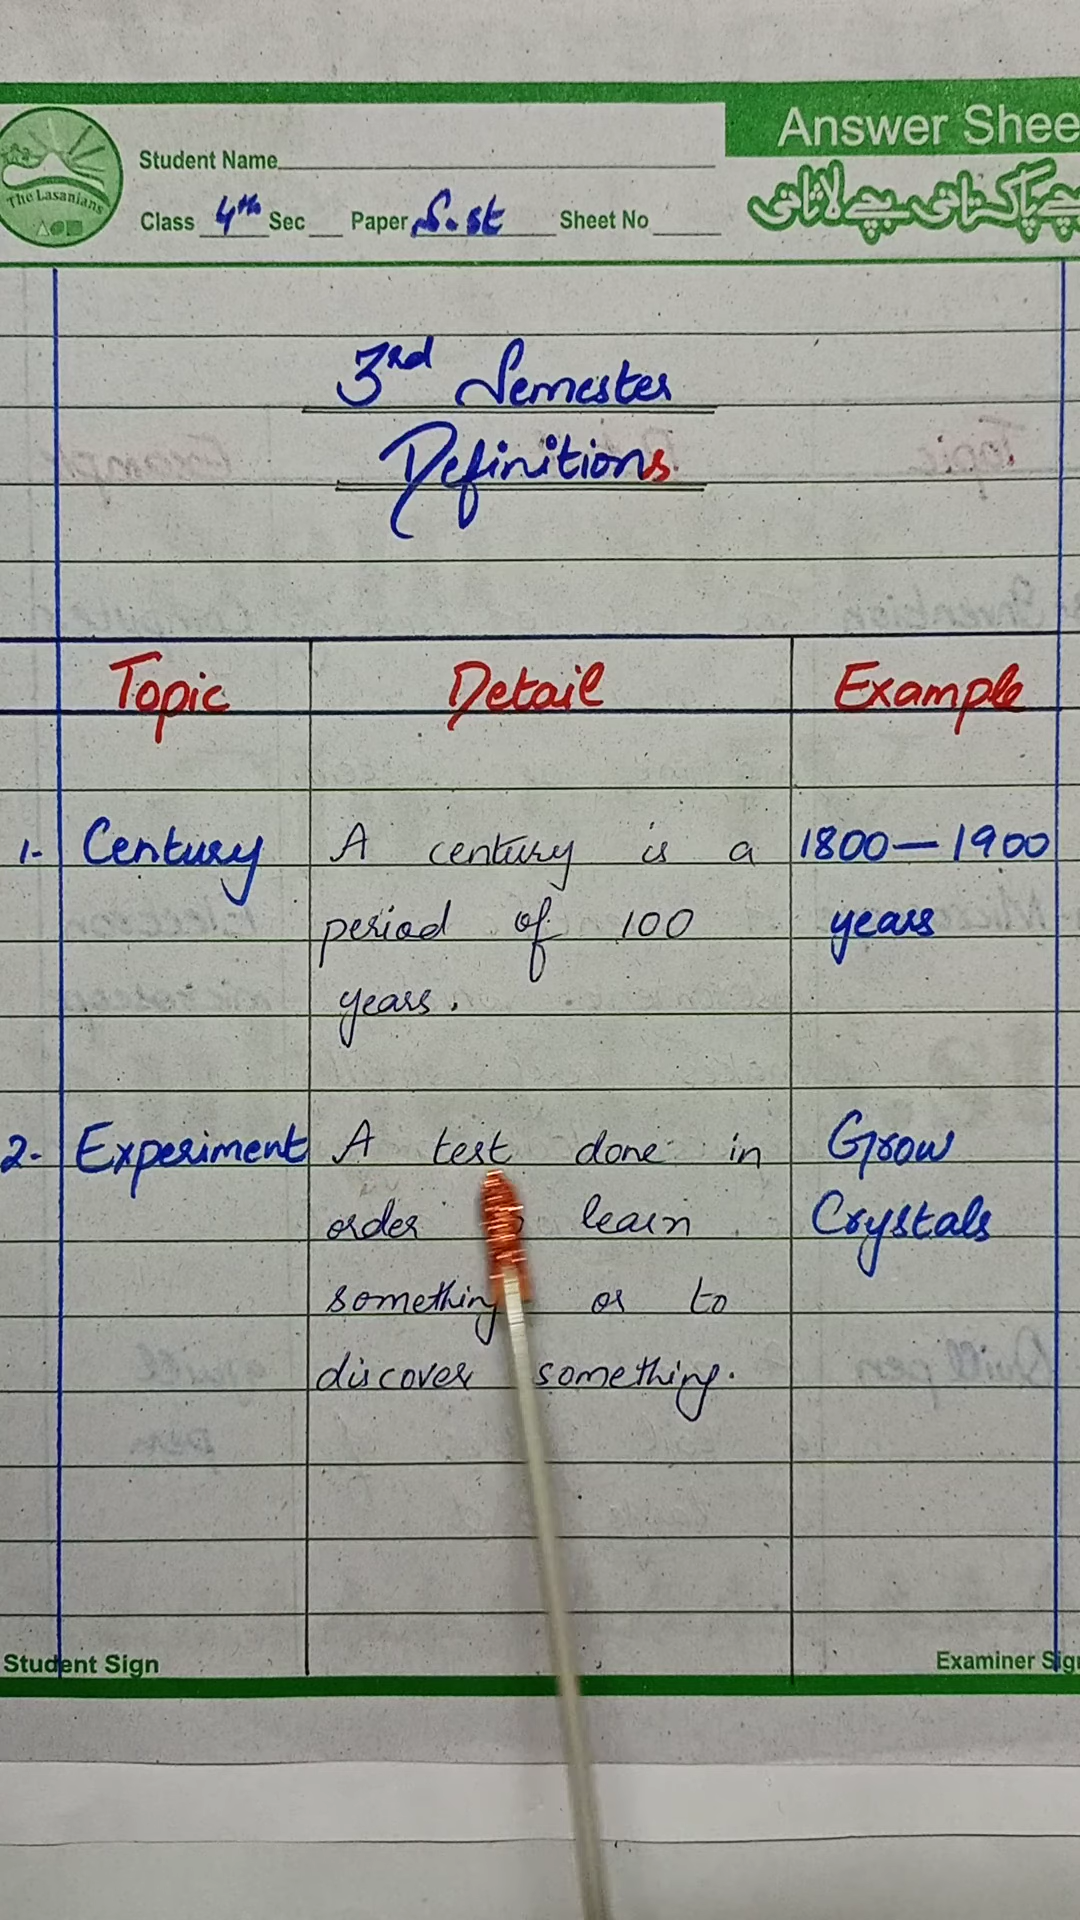 Answer Shee
The Lasanians
Student Name
Class 4th Sec Paper S.st Sheet No
3rd Semester
Definitions
Topic Detail Example
1- Century A century is a 1800—1900
period of 100 years
years.
2- Experiment A test done in Grow
order learn Crystals
something or to
discover something.
Student Sign Examiner Sign